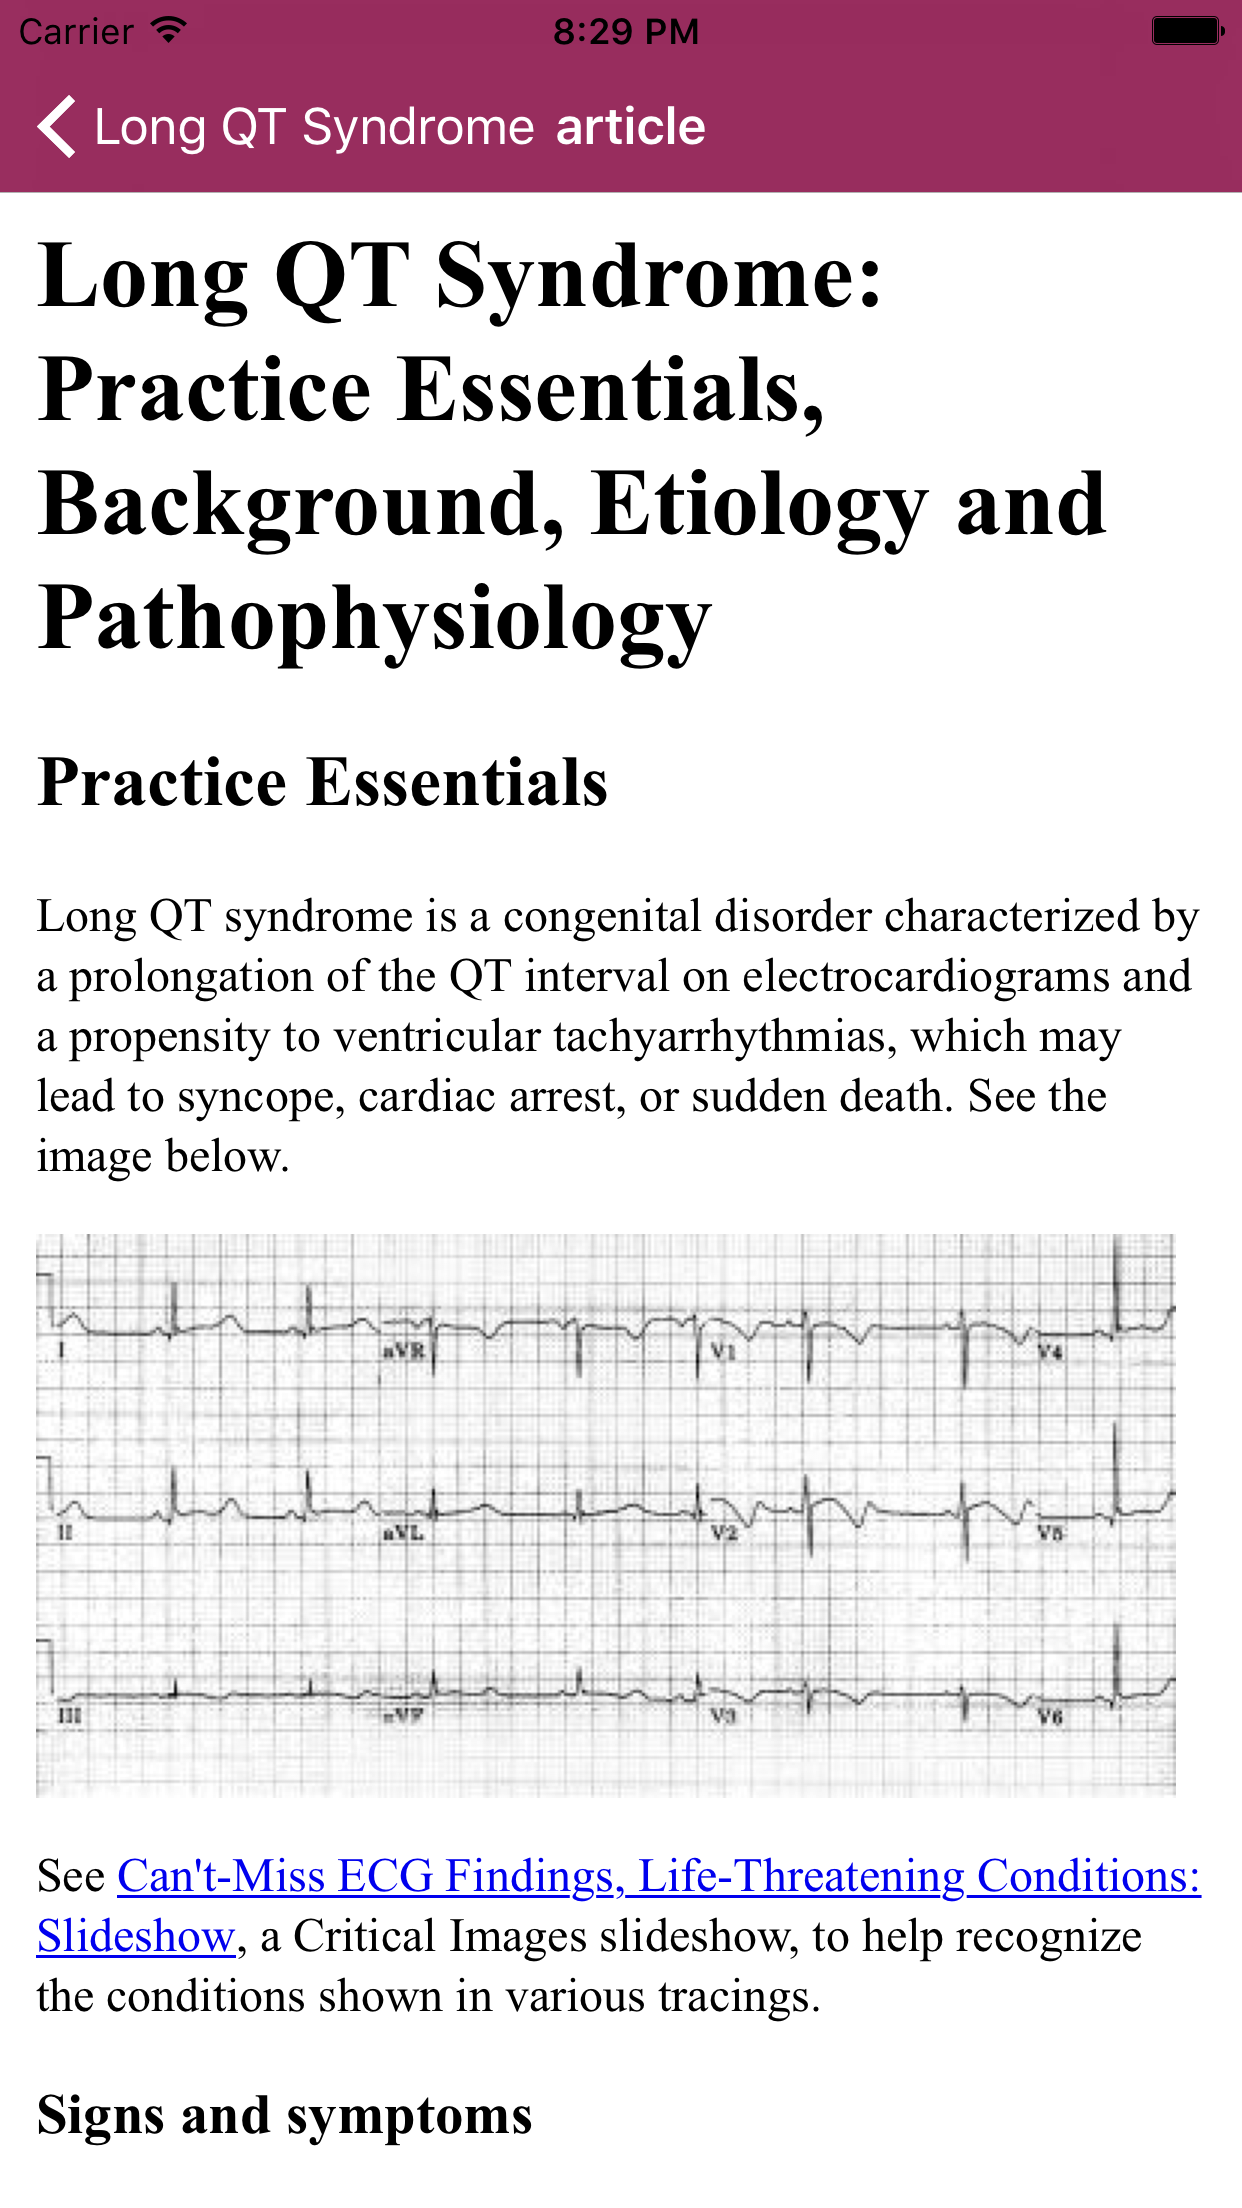 Carrier 8:29 PM
Long QT Syndrome article
Long QT Syndrome:
Practice Essentials,
Background, Etiology and
Pathophysiology
Practice Essentials
Long QT syndrome is a congenital disorder characterized by
a prolongation of the QT interval on electrocardiograms and
a propensity to ventricular tachyarrhythmias, which may
lead to syncope, cardiac arrest, or sudden death. See the
image below.
I aVR V1 V4
II aVL V2 V5
III aVF V3 V6
See Can't-Miss ECG Findings, Life-Threatening Conditions:
Slideshow, a Critical Images slideshow, to help recognize
the conditions shown in various tracings.
Signs and symptoms